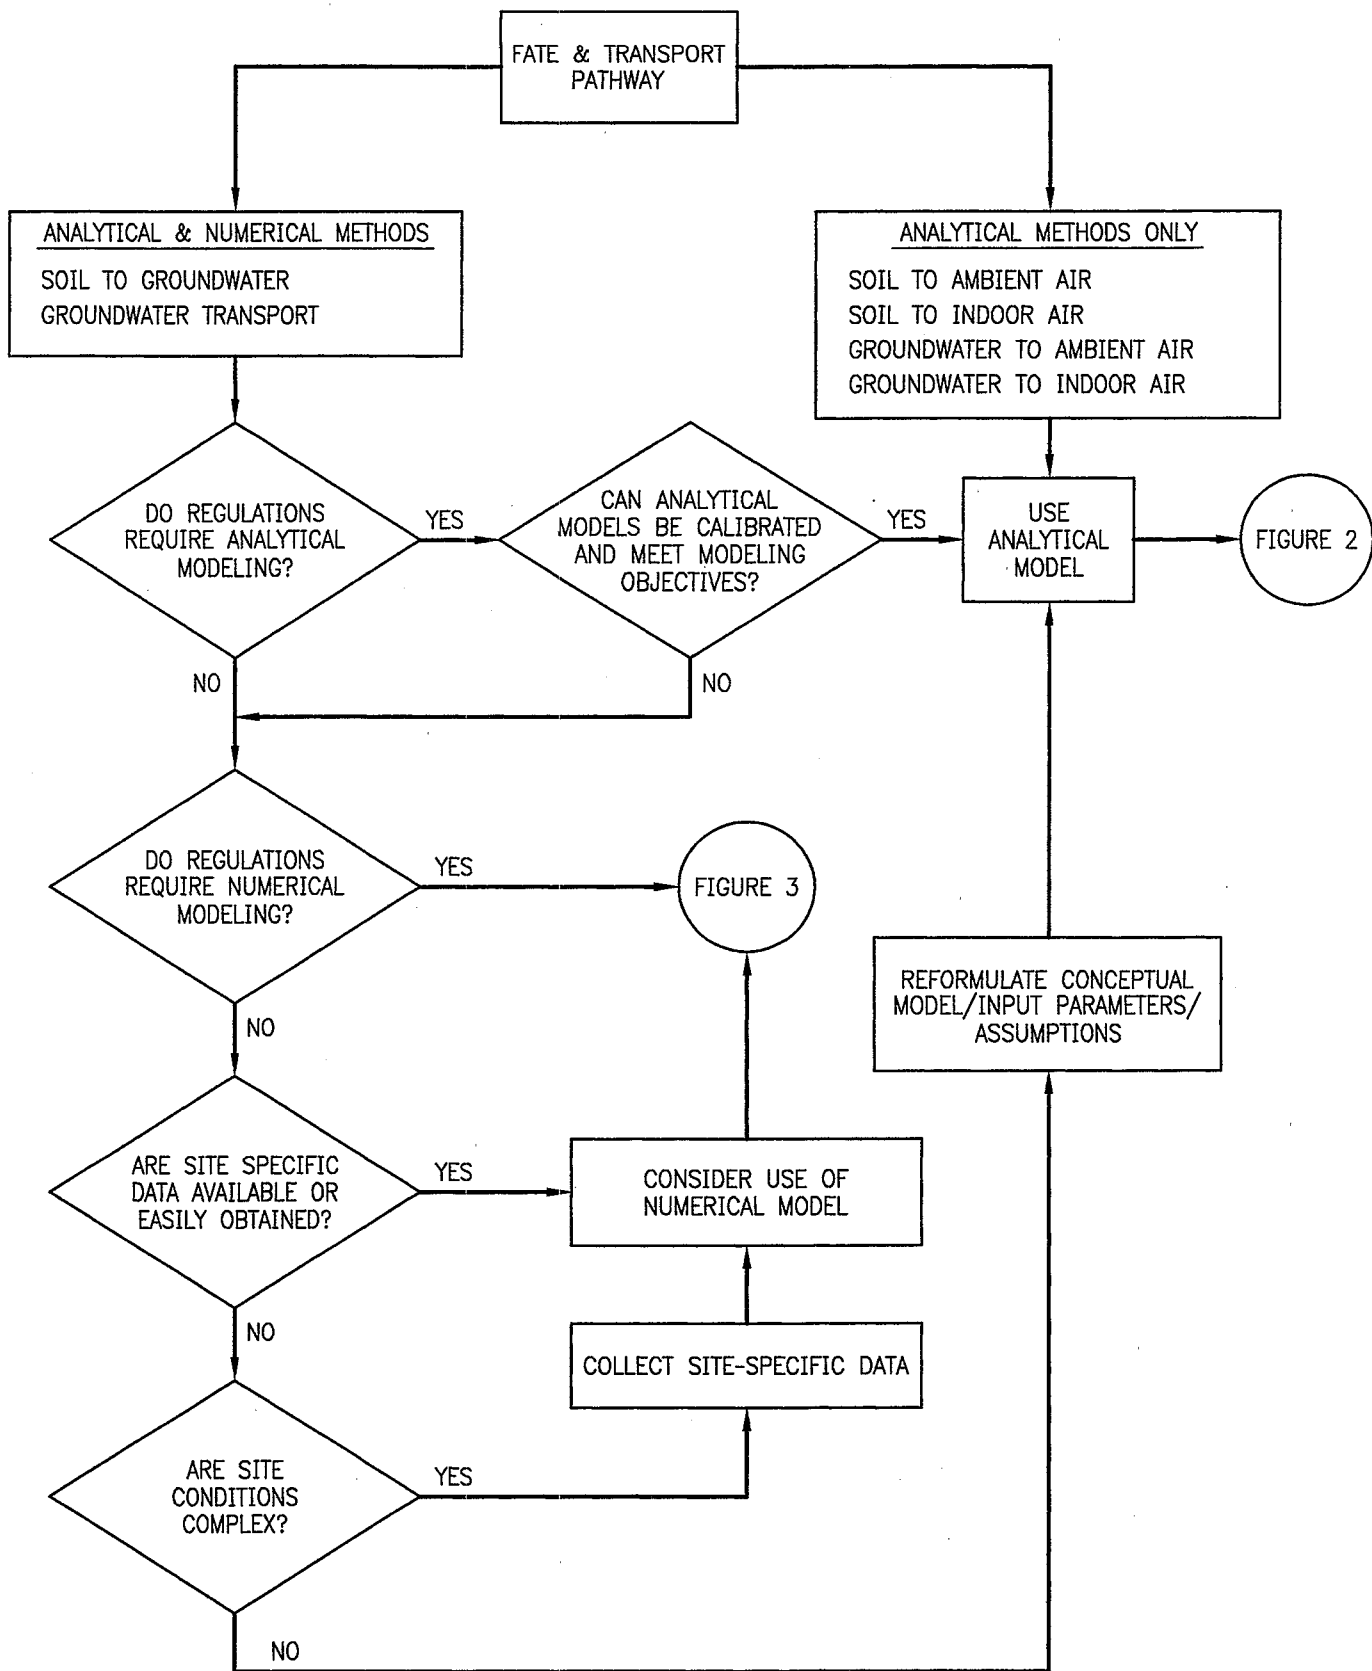 FATE & TRANSPORT
PATHWAY
ANALYTICAL & NUMERICAL METHODS
SOIL TO GROUNDWATER
GROUNDWATER TRANSPORT
ANALYTICAL METHODS ONLY
SOIL TO AMBIENT AIR
SOIL TO INDOOR AIR
GROUNDWATER TO AMBIENT AIR
GROUNDWATER TO INDOOR AIR
DO REGULATIONS
REQUIRE ANALYTICAL
MODELING?
YES
CAN ANALYTICAL
MODELS BE CALIBRATED
AND MEET MODELING
OBJECTIVES?
YES
USE
ANALYTICAL
MODEL
FIGURE 2
NO
NO
DO REGULATIONS
REQUIRE NUMERICAL
MODELING?
YES
FIGURE 3
REFORMULATE CONCEPTUAL
MODEL/INPUT PARAMETERS/
ASSUMPTIONS
NO
ARE SITE SPECIFIC
DATA AVAILABLE OR
EASILY OBTAINED?
YES
CONSIDER USE OF
NUMERICAL MODEL
NO
COLLECT SITE-SPECIFIC DATA
ARE SITE
CONDITIONS
COMPLEX?
YES
NO